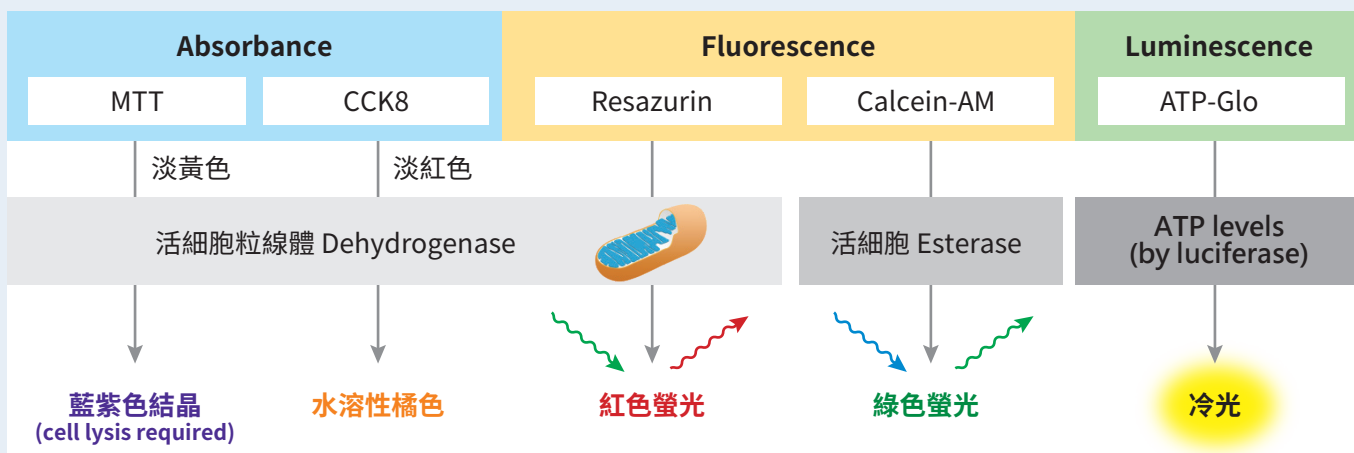 Absorbance
Fluorescence
Luminescence
MTT
CCK8
Resazurin
Calcein-AM
ATP-Glo
淡黃色
淡紅色
活細胞粒線體 Dehydrogenase
活細胞 Esterase
ATP levels
(by luciferase)
藍紫色結晶
(cell lysis required)
水溶性橘色
紅色螢光
綠色螢光
冷光